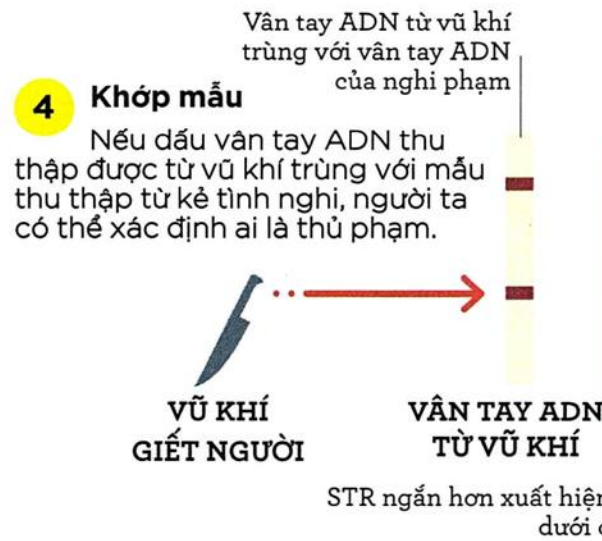 Vân tay ADN từ vũ khí
trùng với vân tay ADN
của nghi phạm
4 Khớp mẫu
Nếu dấu vân tay ADN thu
thập được từ vũ khí trùng với mẫu
thu thập từ kẻ tình nghi, người ta
có thể xác định ai là thủ phạm.
VŨ KHÍ
GIẾT NGƯỜI
VÂN TAY ADN
TỪ VŨ KHÍ
STR ngắn hơn xuất hiện
dưới